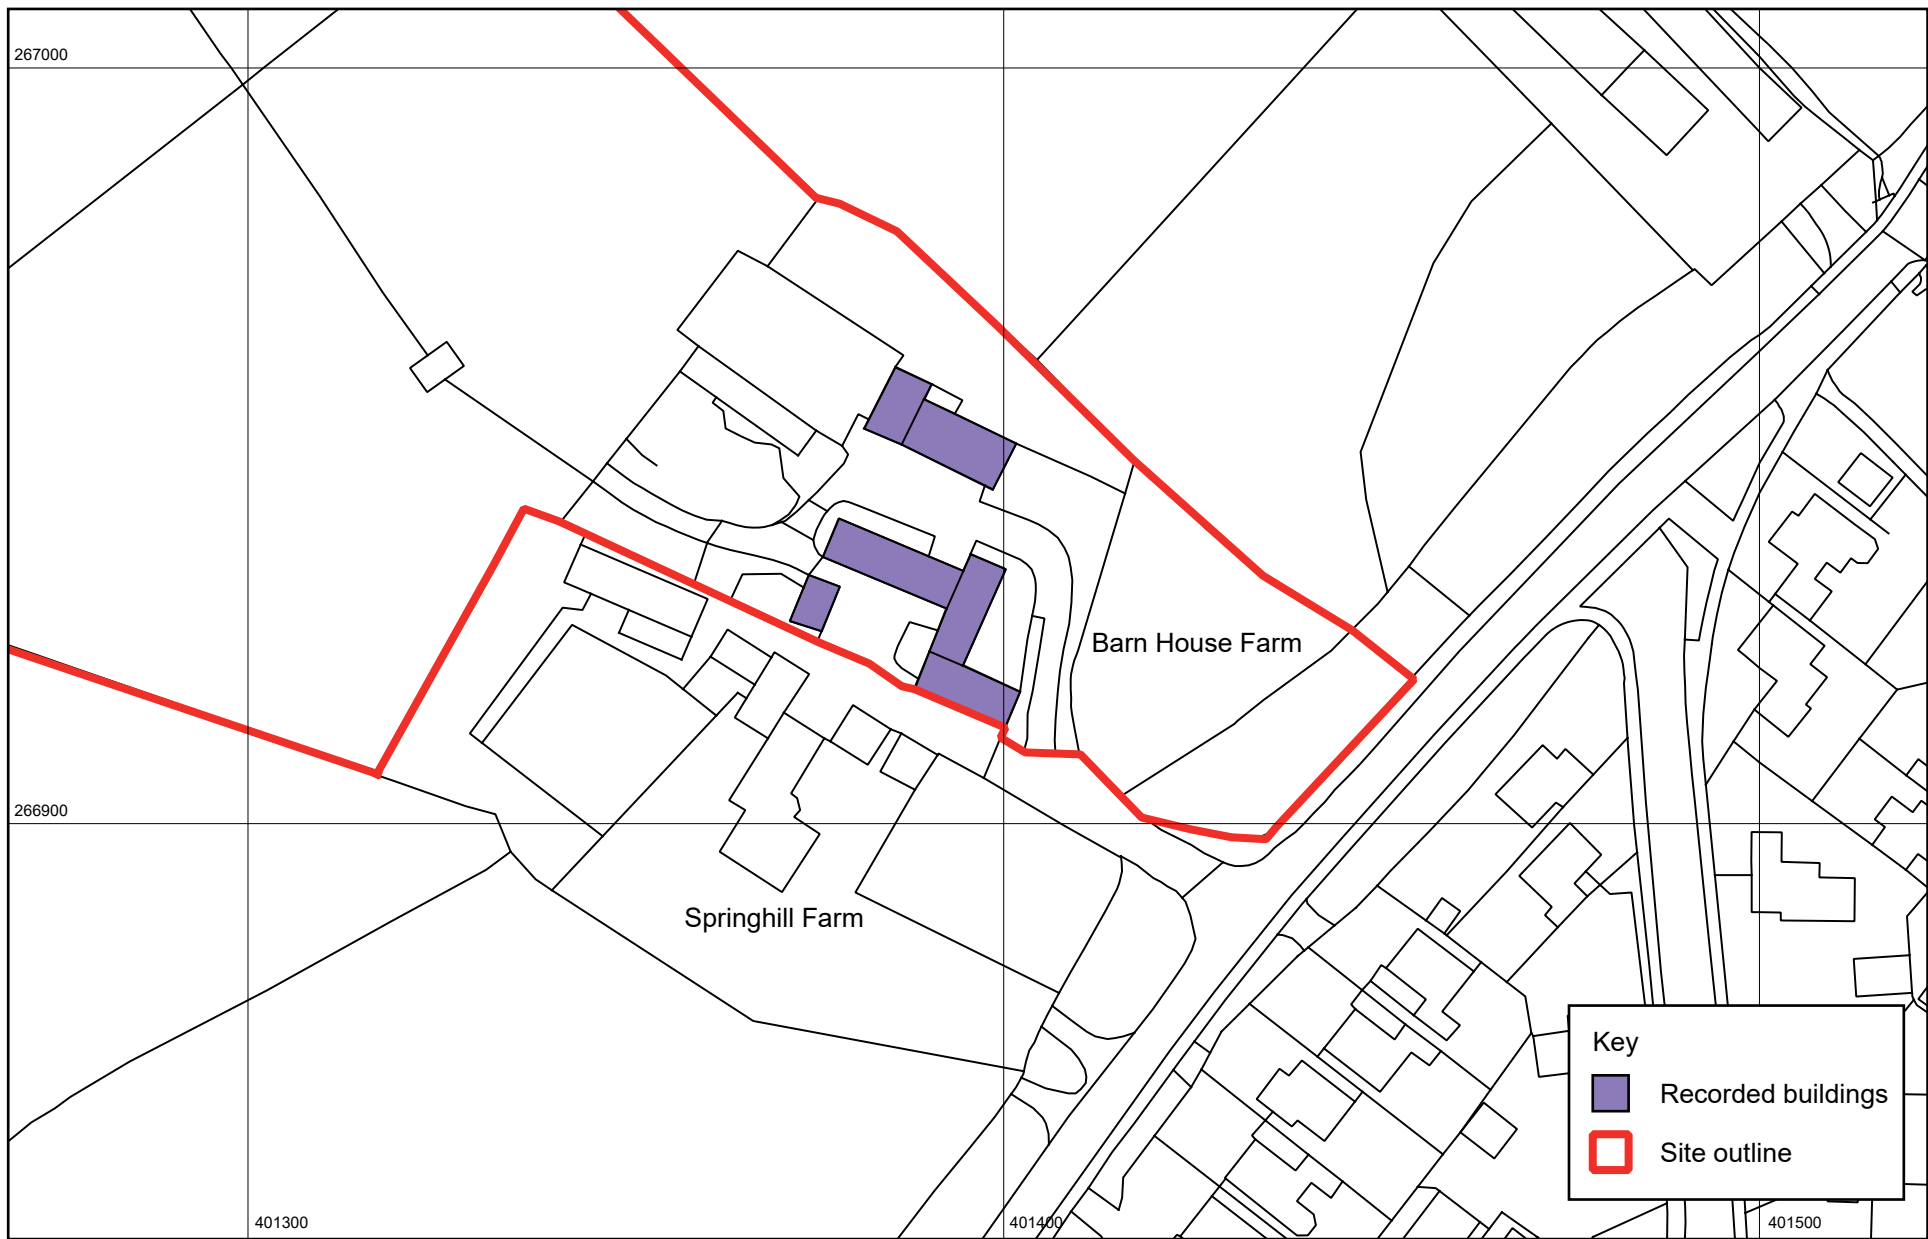 267000
Barn House Farm
266900
Springhill Farm
Key
Recorded buildings
Site outline
401300
401400
401500